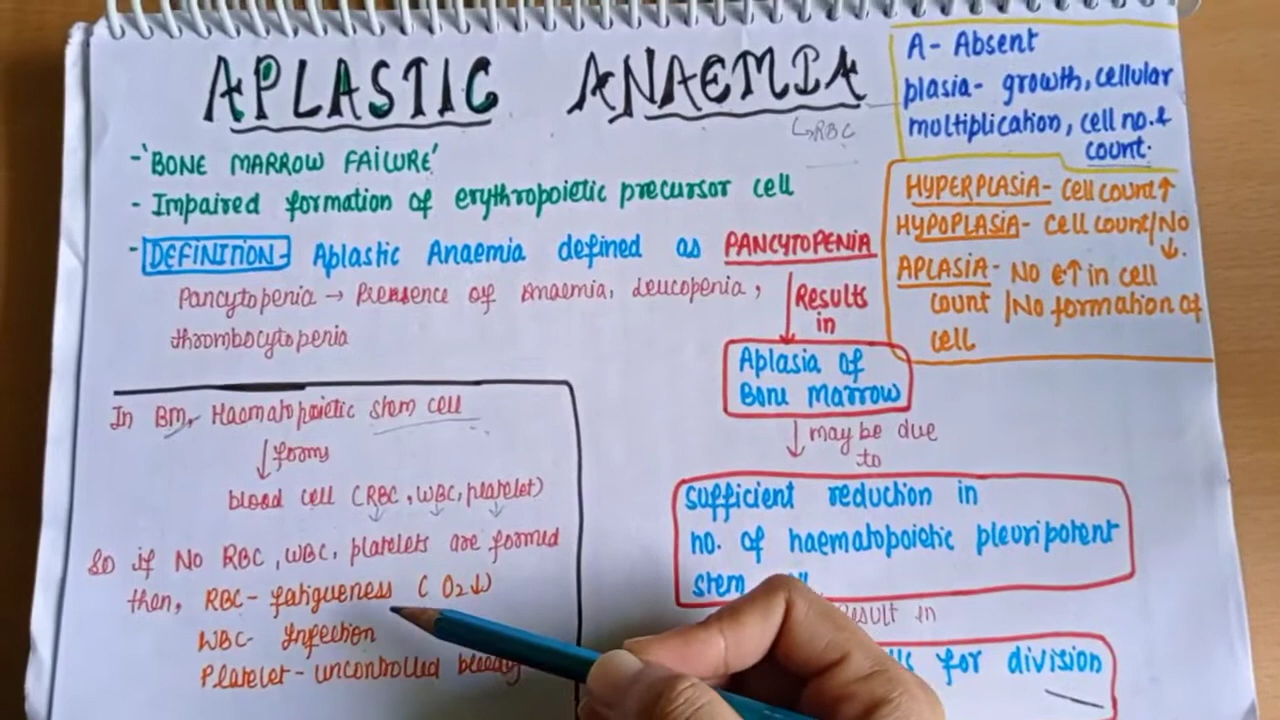 APLASTIC ANAEMIA
↳RBC
-'BONE MARROW FAILURE'
- Impaired formation of erythropoietic precursor cell
- DEFINITION- Aplastic Anaemia defined as PANCYTOPENIA
Pancytopenia → Presence of anaemia, leucopenia,
thrombocytopenia
A- Absent
plasia- growth, cellular
multiplication, cell no. &
count.
HYPERPLASIA- cell count↑
HYPOPLASIA- cell count/No
↓.
APLASIA- No ↑ in cell
count /No formation of
cell
Results
in
Aplasia of
Bone Marrow
↓ may be due
to
sufficient reduction in
no. of haematopoietic pleuripotent
stem
result in
for division
In BM, Haematopoietic stem cell
↓forms
blood cell (RBC, WBC, platelet)
So if No RBC, WBC, platelets are formed
then, RBC- fatigueness ( O2↓)
WBC- Infection
Platelet- uncontrolled